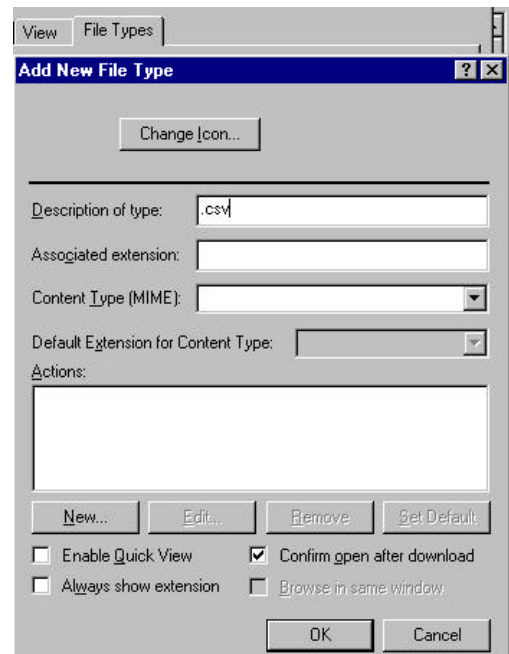 View File Types
Add New File Type
Change Icon...
Description of type: .csv
Associated extension:
Content Type (MIME):
Default Extension for Content Type:
Actions:
New... Edit... Remove Set Default
Enable Quick View Confirm open after download
Always show extension Browse in same window
OK Cancel